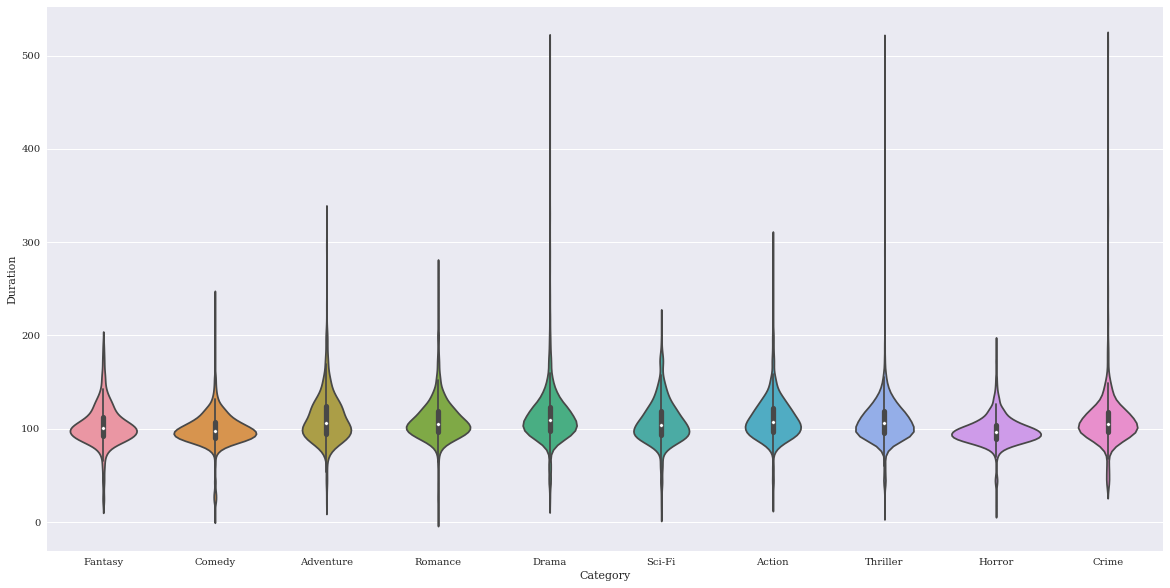 500
400
300
200
100
0
Duration
Fantasy Comedy Adventure Romance Drama Sci-Fi Action Thriller Horror Crime
Category